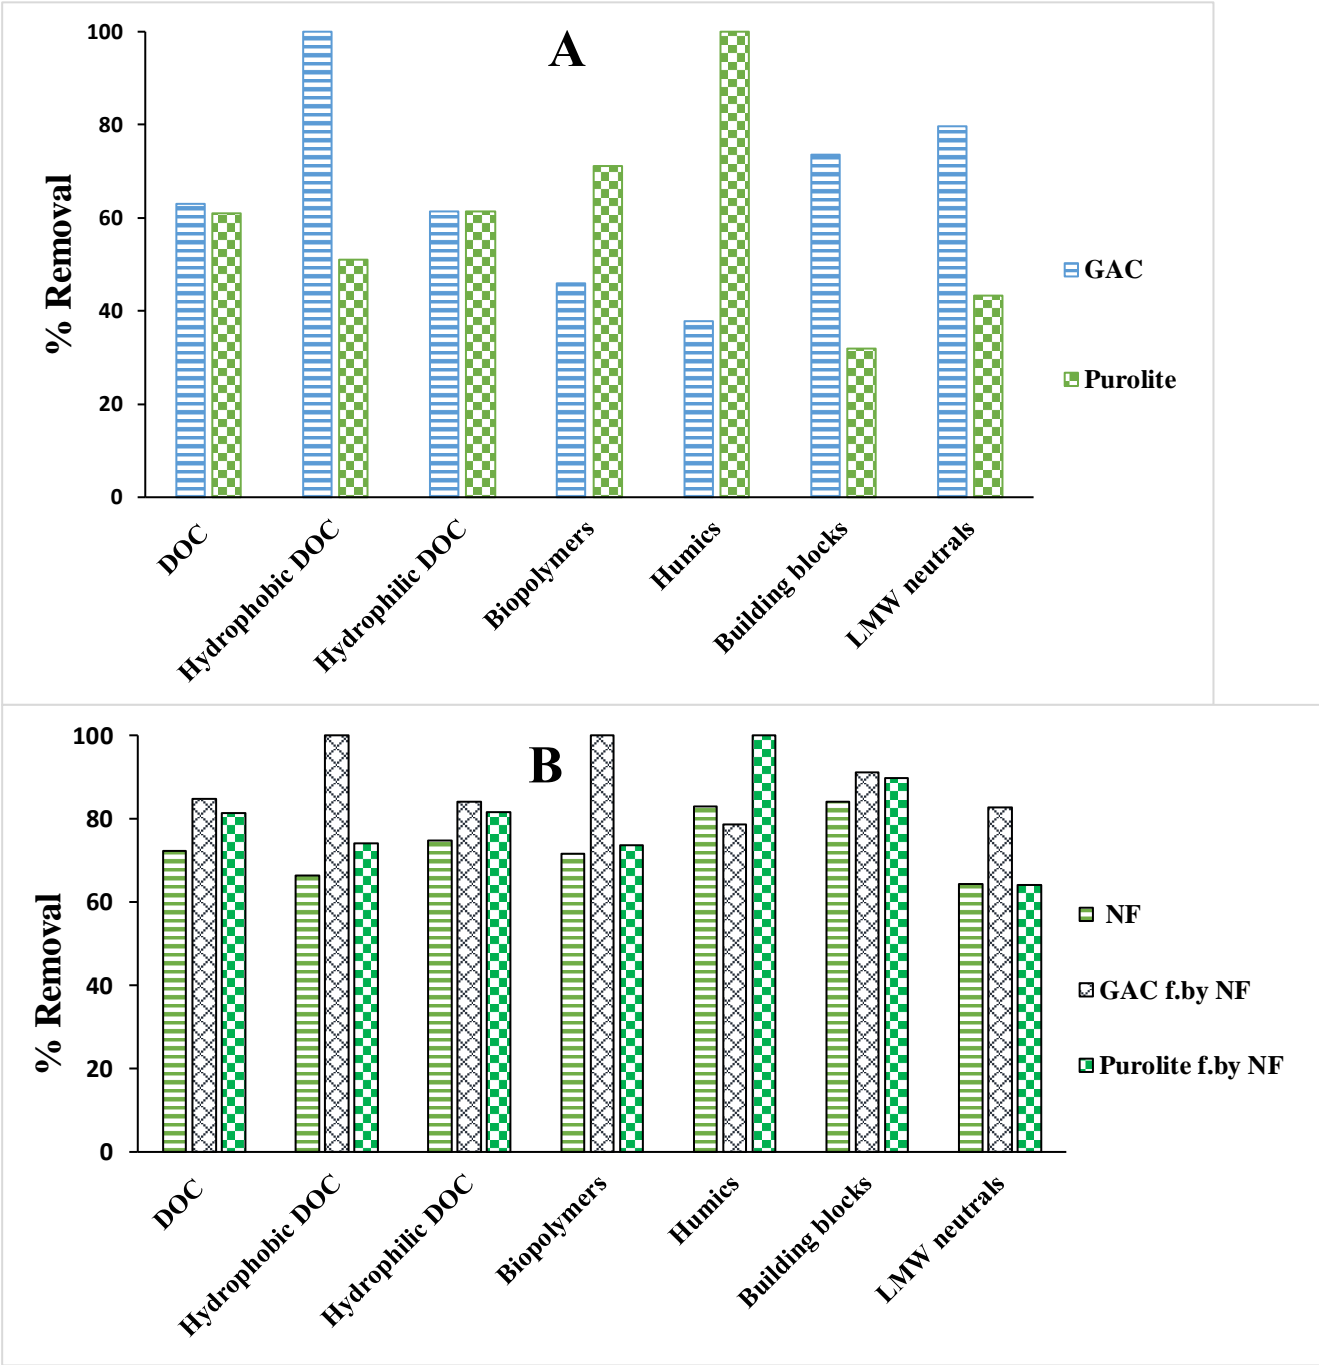 A
100
80
60
40
20
0
% Removal
DOC
Hydrophobic DOC
Hydrophilic DOC
Biopolymers
Humics
Building blocks
LMW neutrals
GAC
Purolite
B
100
80
60
40
20
0
% Removal
DOC
Hydrophobic DOC
Hydrophilic DOC
Biopolymers
Humics
Building blocks
LMW neutrals
NF
GAC f.by NF
Purolite f.by NF